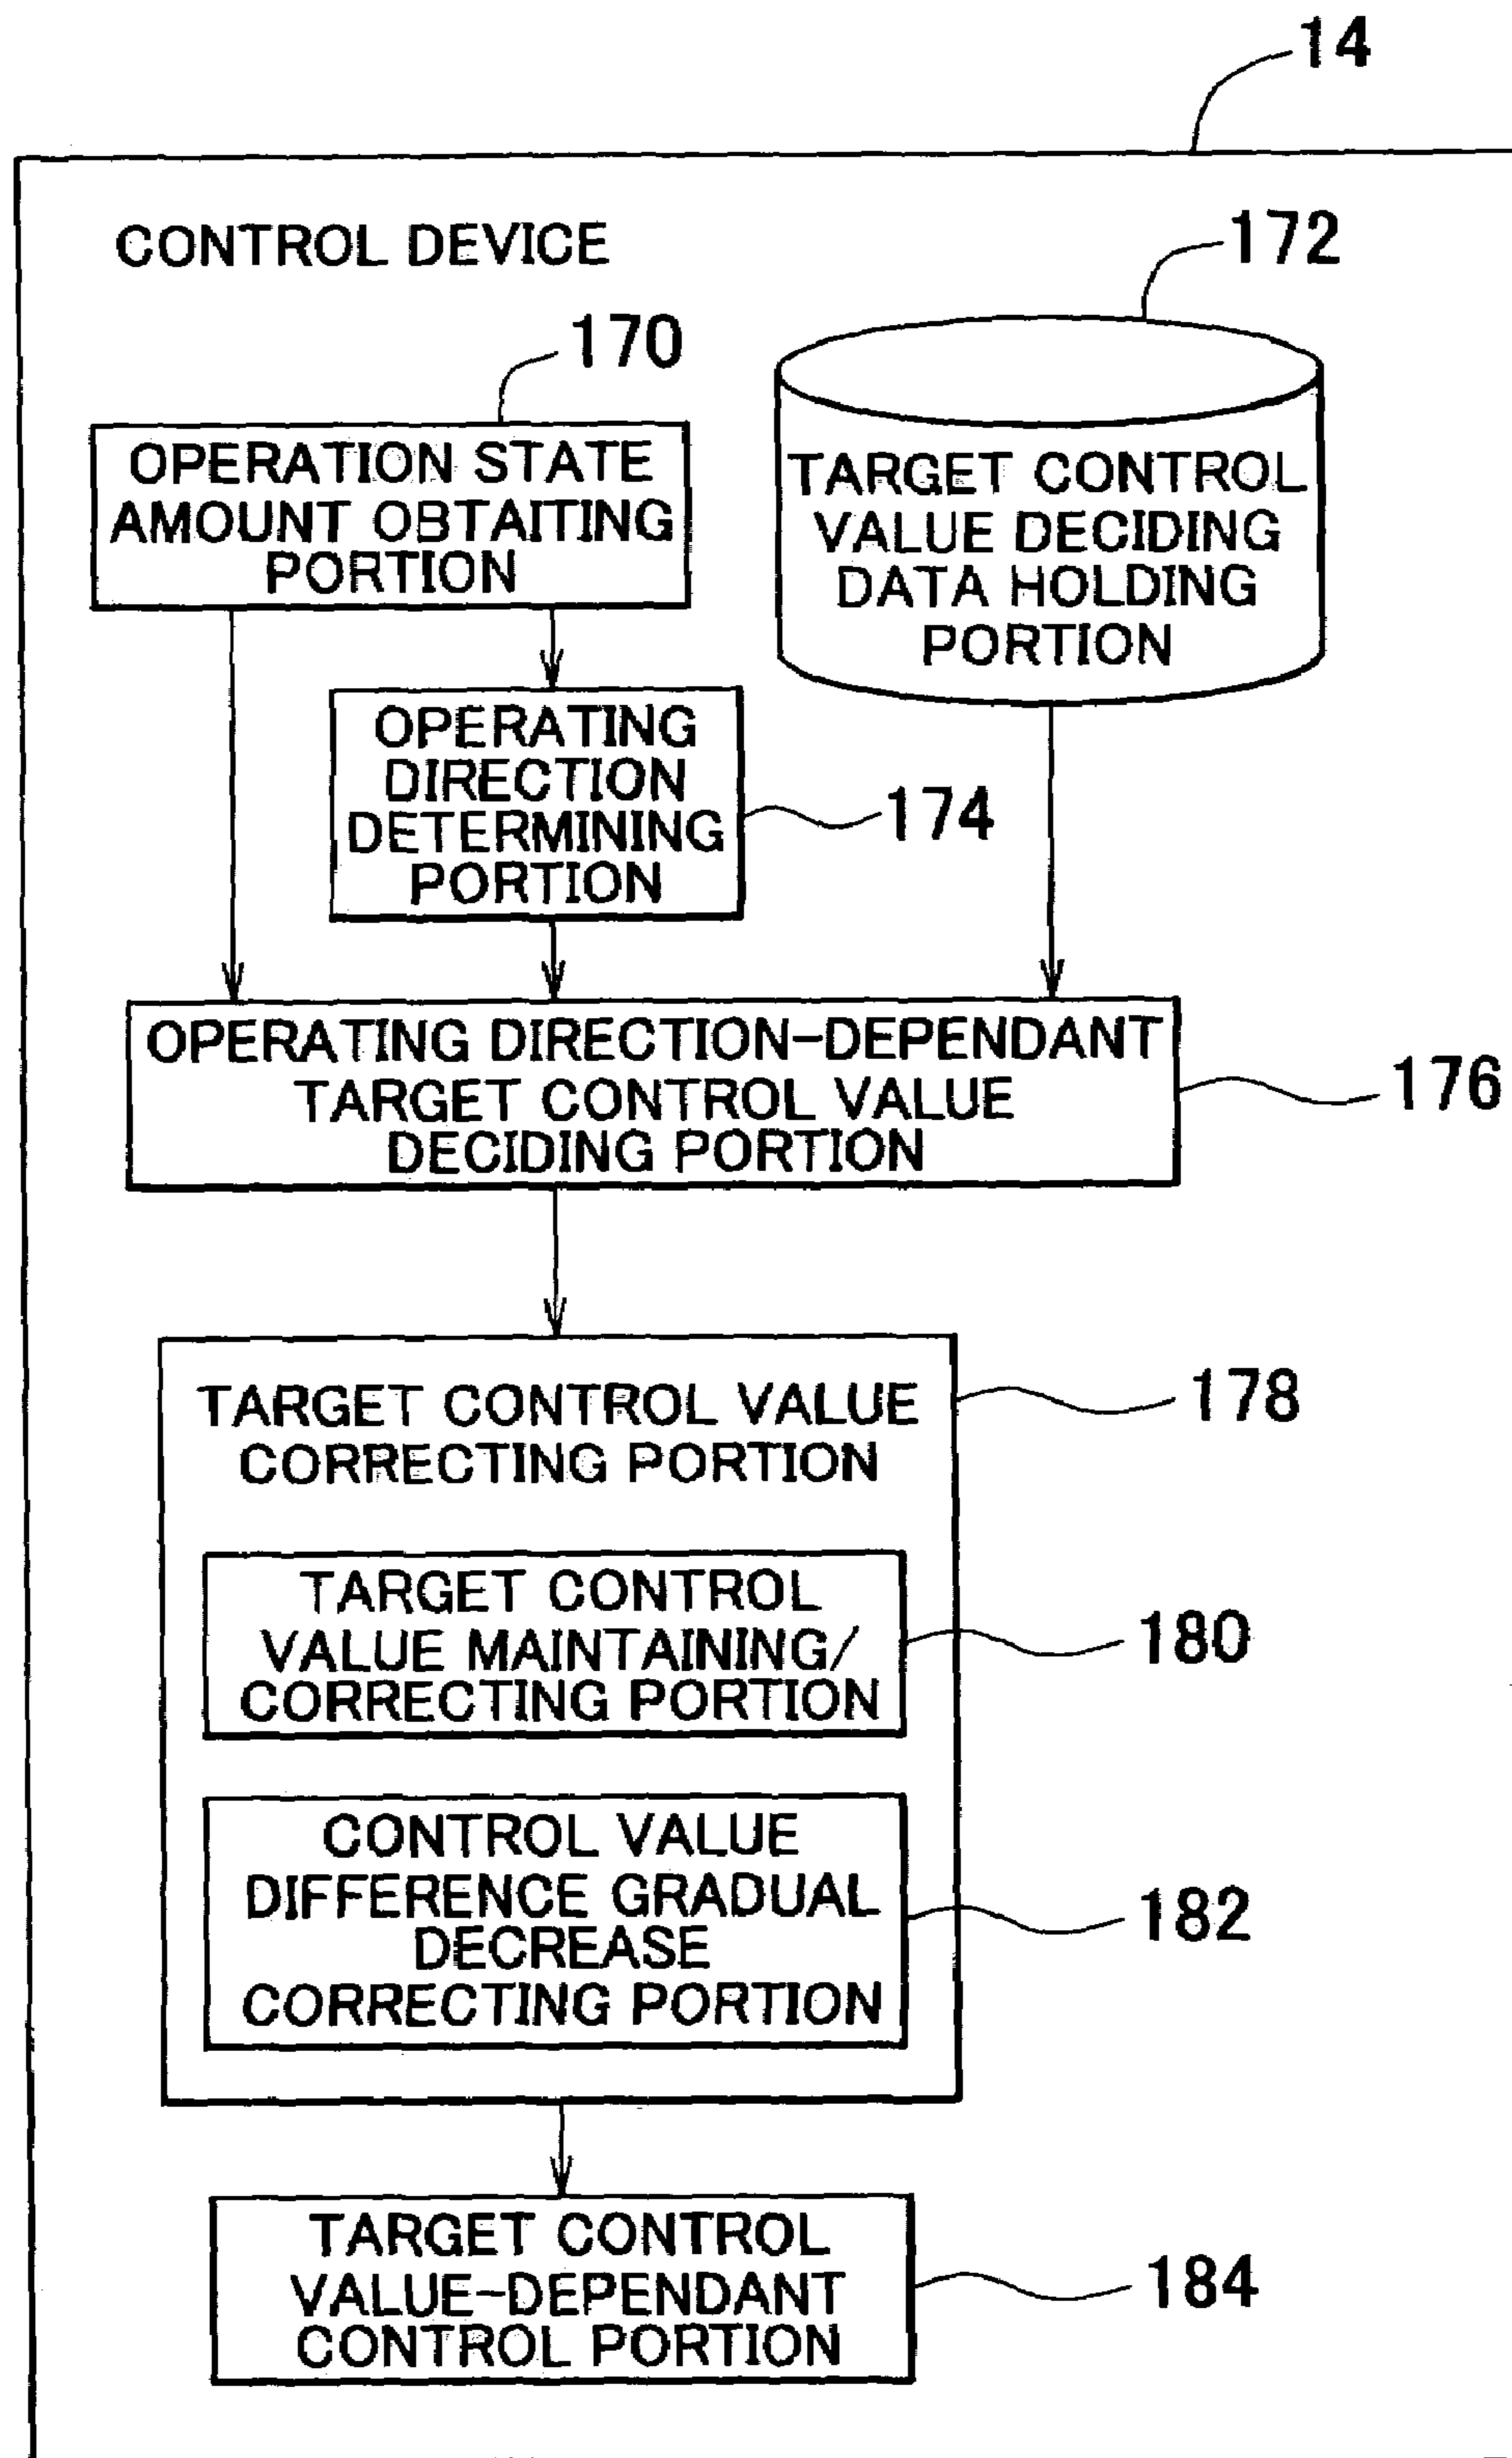 14
CONTROL DEVICE
172
170
OPERATION STATE
AMOUNT OBTAITING
PORTION
TARGET CONTROL
VALUE DECIDING
DATA HOLDING
PORTION
OPERATING
DIRECTION
DETERMINING
PORTION
174
OPERATING DIRECTION-DEPENDANT
TARGET CONTROL VALUE
DECIDING PORTION
176
TARGET CONTROL VALUE
CORRECTING PORTION
178
TARGET CONTROL
VALUE MAINTAINING/
CORRECTING PORTION
180
CONTROL VALUE
DIFFERENCE GRADUAL
DECREASE
CORRECTING PORTION
182
TARGET CONTROL
VALUE-DEPENDANT
CONTROL PORTION
184